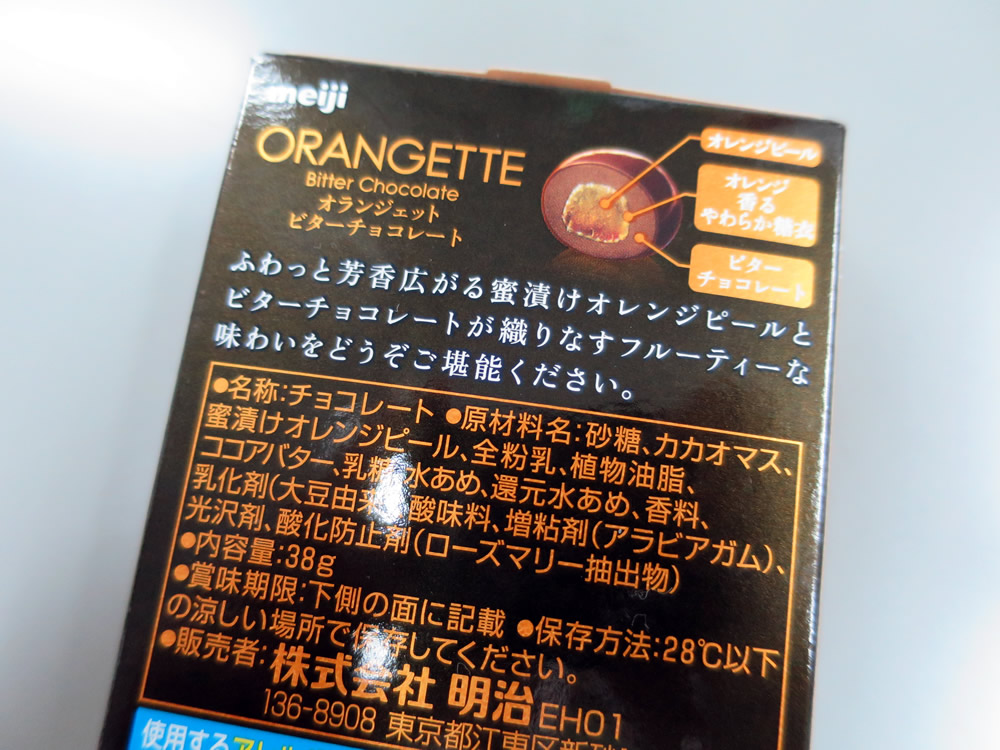 meiji
ORANGETTE
Bitter Chocolate
オランジェット
ビターチョコレート
オレンジピール
オレンジ
香る
やわらか糖衣
ビター
チョコレート
ふわっと芳香広がる蜜漬けオレンジピールと
ビターチョコレートが織りなすフルーティーな
味わいをどうぞご堪能ください。
●名称:チョコレート ●原材料名:砂糖、カカオマス、
蜜漬けオレンジピール、全粉乳、植物油脂、
ココアバター、乳糖、水あめ、還元水あめ、香料、
乳化剤(大豆由来)、酸味料、増粘剤(アラビアガム)、
光沢剤、酸化防止剤(ローズマリー抽出物)
●内容量:38g
●賞味期限:下側の面に記載 ●保存方法:28℃以下
の涼しい場所で保存してください。
●販売者:株式会社 明治 EH01
136-8908 東京都江東区新砂
使用する